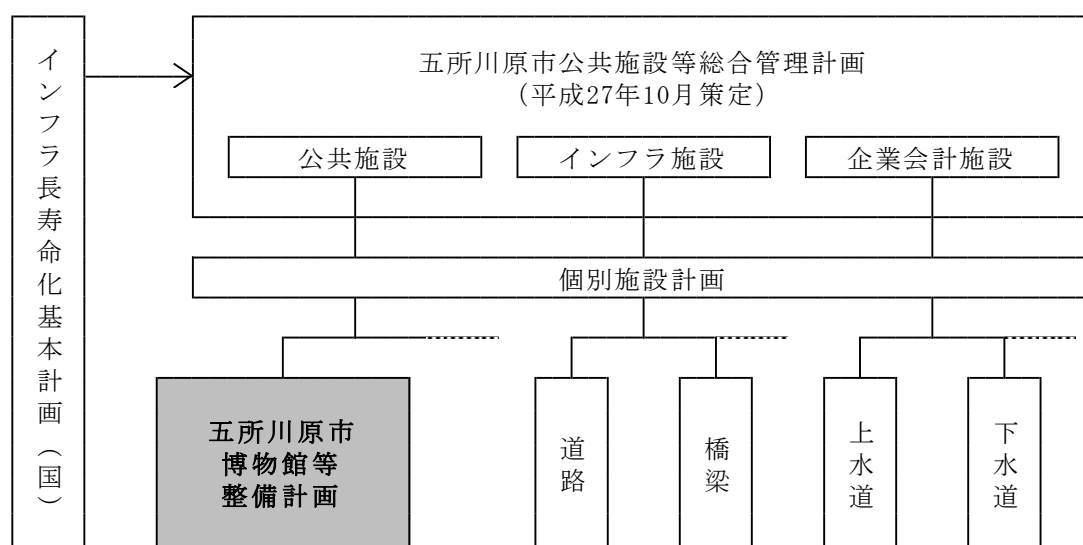 インフラ長寿命化基本計画（国）
五所川原市公共施設等総合管理計画
（平成27年10月策定）
公共施設
インフラ施設
企業会計施設
個別施設計画
五所川原市
博物館等
整備計画
道路
橋梁
上水道
下水道